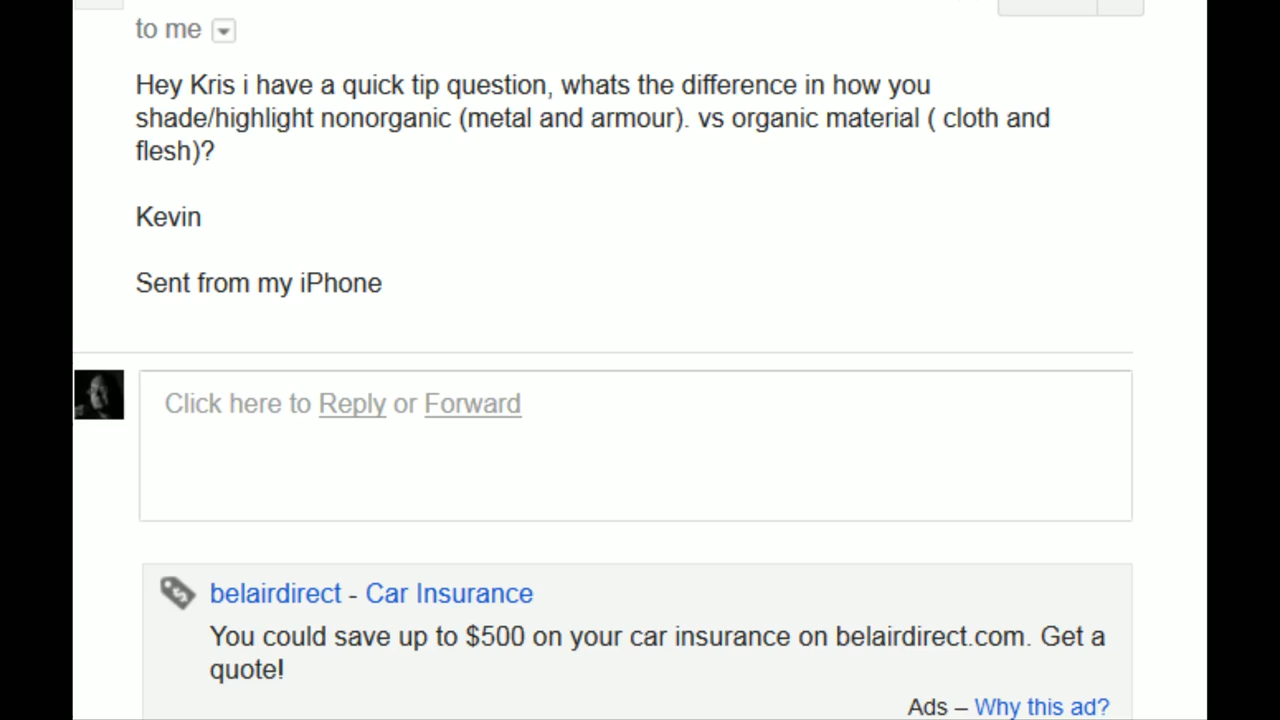 to me
Hey Kris i have a quick tip question, whats the difference in how you
shade/highlight nonorganic (metal and armour). vs organic material ( cloth and
flesh)?
Kevin
Sent from my iPhone
Click here to Reply or Forward
belairdirect - Car Insurance
You could save up to $500 on your car insurance on belairdirect.com. Get a
quote!
Ads – Why this ad?